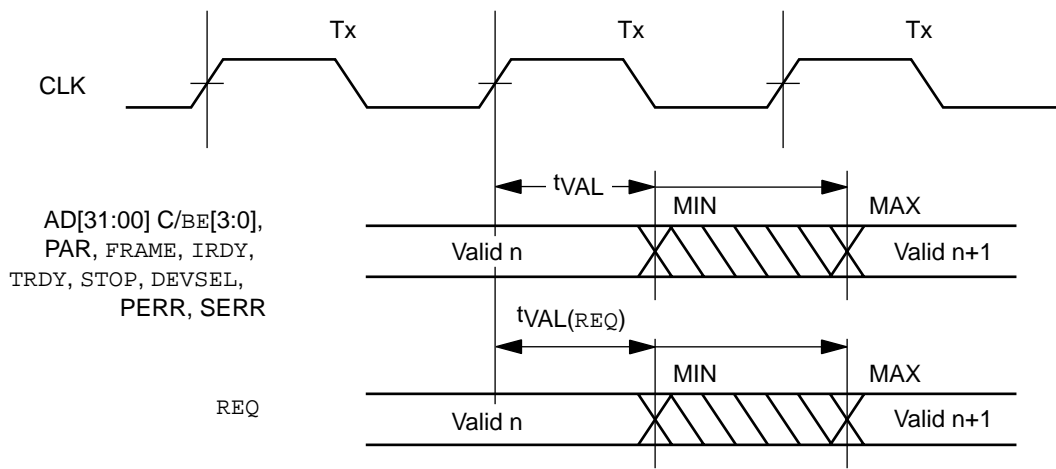 Tx Tx Tx
CLK
tVAL
MIN MAX
AD[31:00] C/BE[3:0],
PAR, FRAME, IRDY,
TRDY, STOP, DEVSEL,
PERR, SERR
Valid n Valid n+1
tVAL(REQ)
MIN MAX
REQ
Valid n Valid n+1